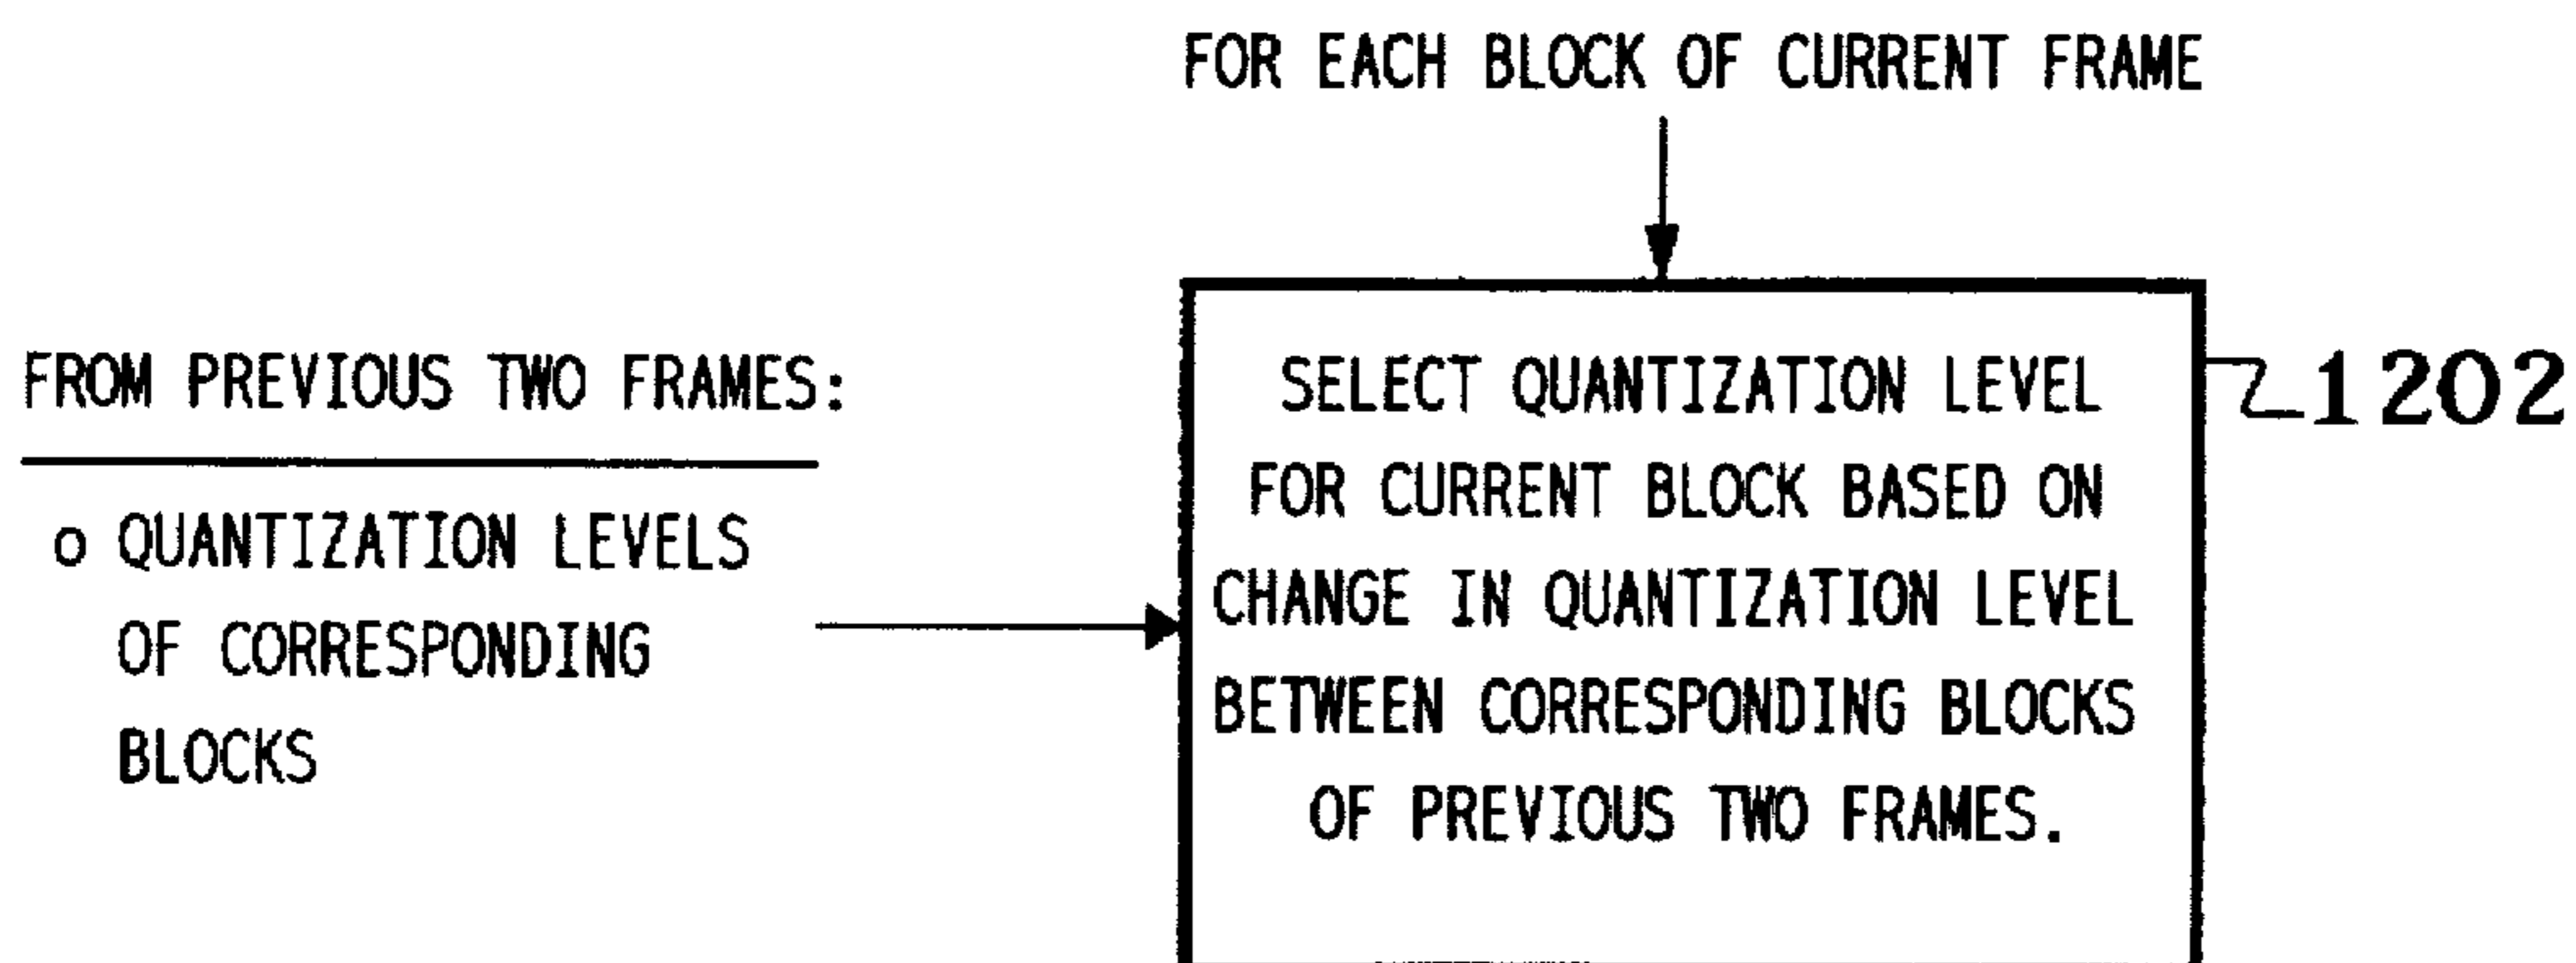 FOR EACH BLOCK OF CURRENT FRAME
FROM PREVIOUS TWO FRAMES:
o QUANTIZATION LEVELS
OF CORRESPONDING
BLOCKS
SELECT QUANTIZATION LEVEL
FOR CURRENT BLOCK BASED ON
CHANGE IN QUANTIZATION LEVEL
BETWEEN CORRESPONDING BLOCKS
OF PREVIOUS TWO FRAMES.
1202